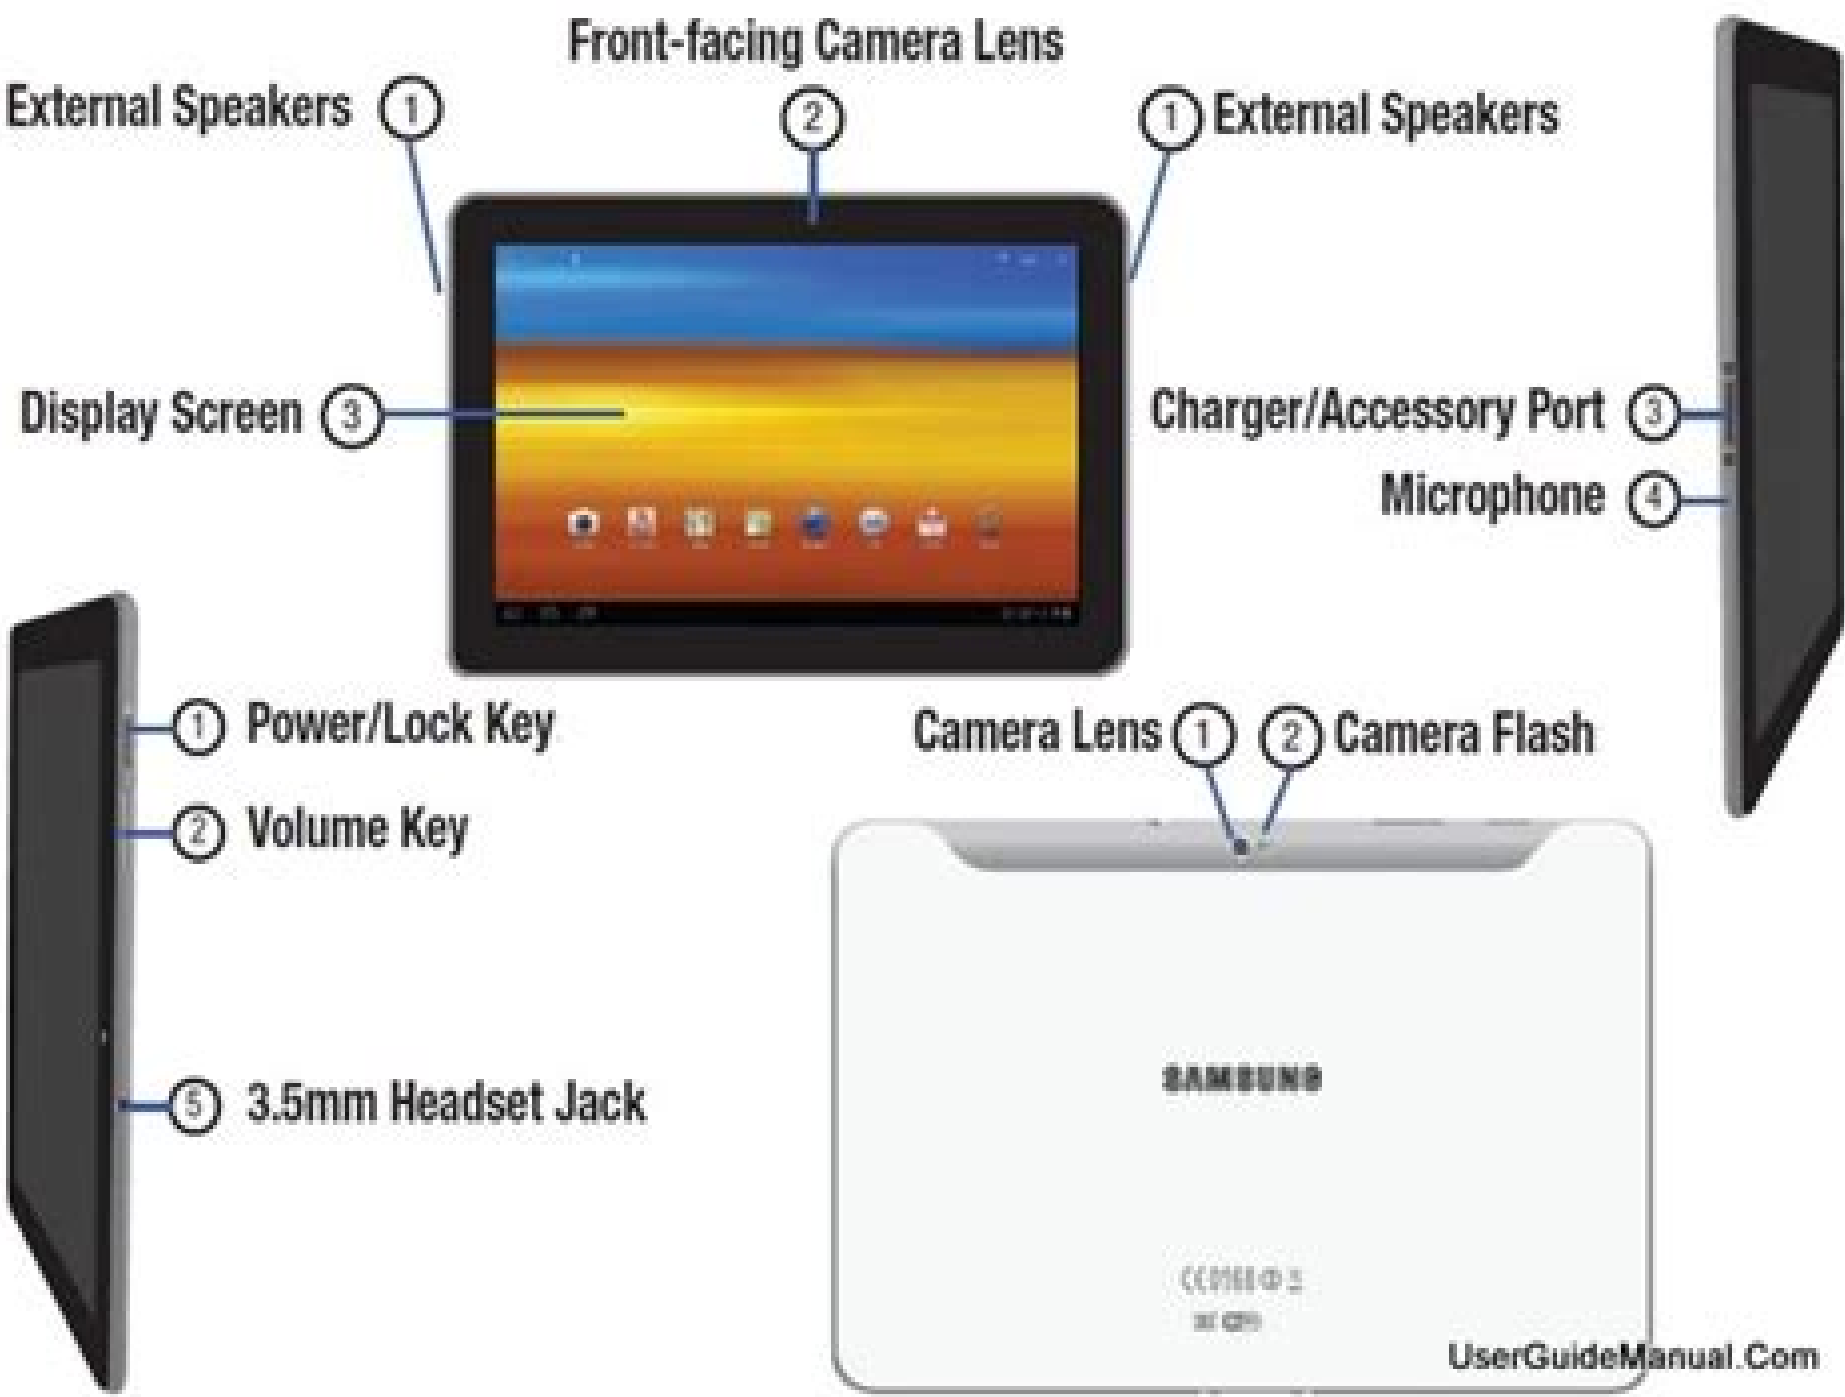 Front-facing Camera Lens
External Speakers 1
2
1 External Speakers
Display Screen 3
Charger/Accessory Port 3
Microphone 4
1 Power/Lock Key
2 Volume Key
5 3.5mm Headset Jack
Camera Lens 1
2 Camera Flash
SAMSUNG
UserGuideManual.Com